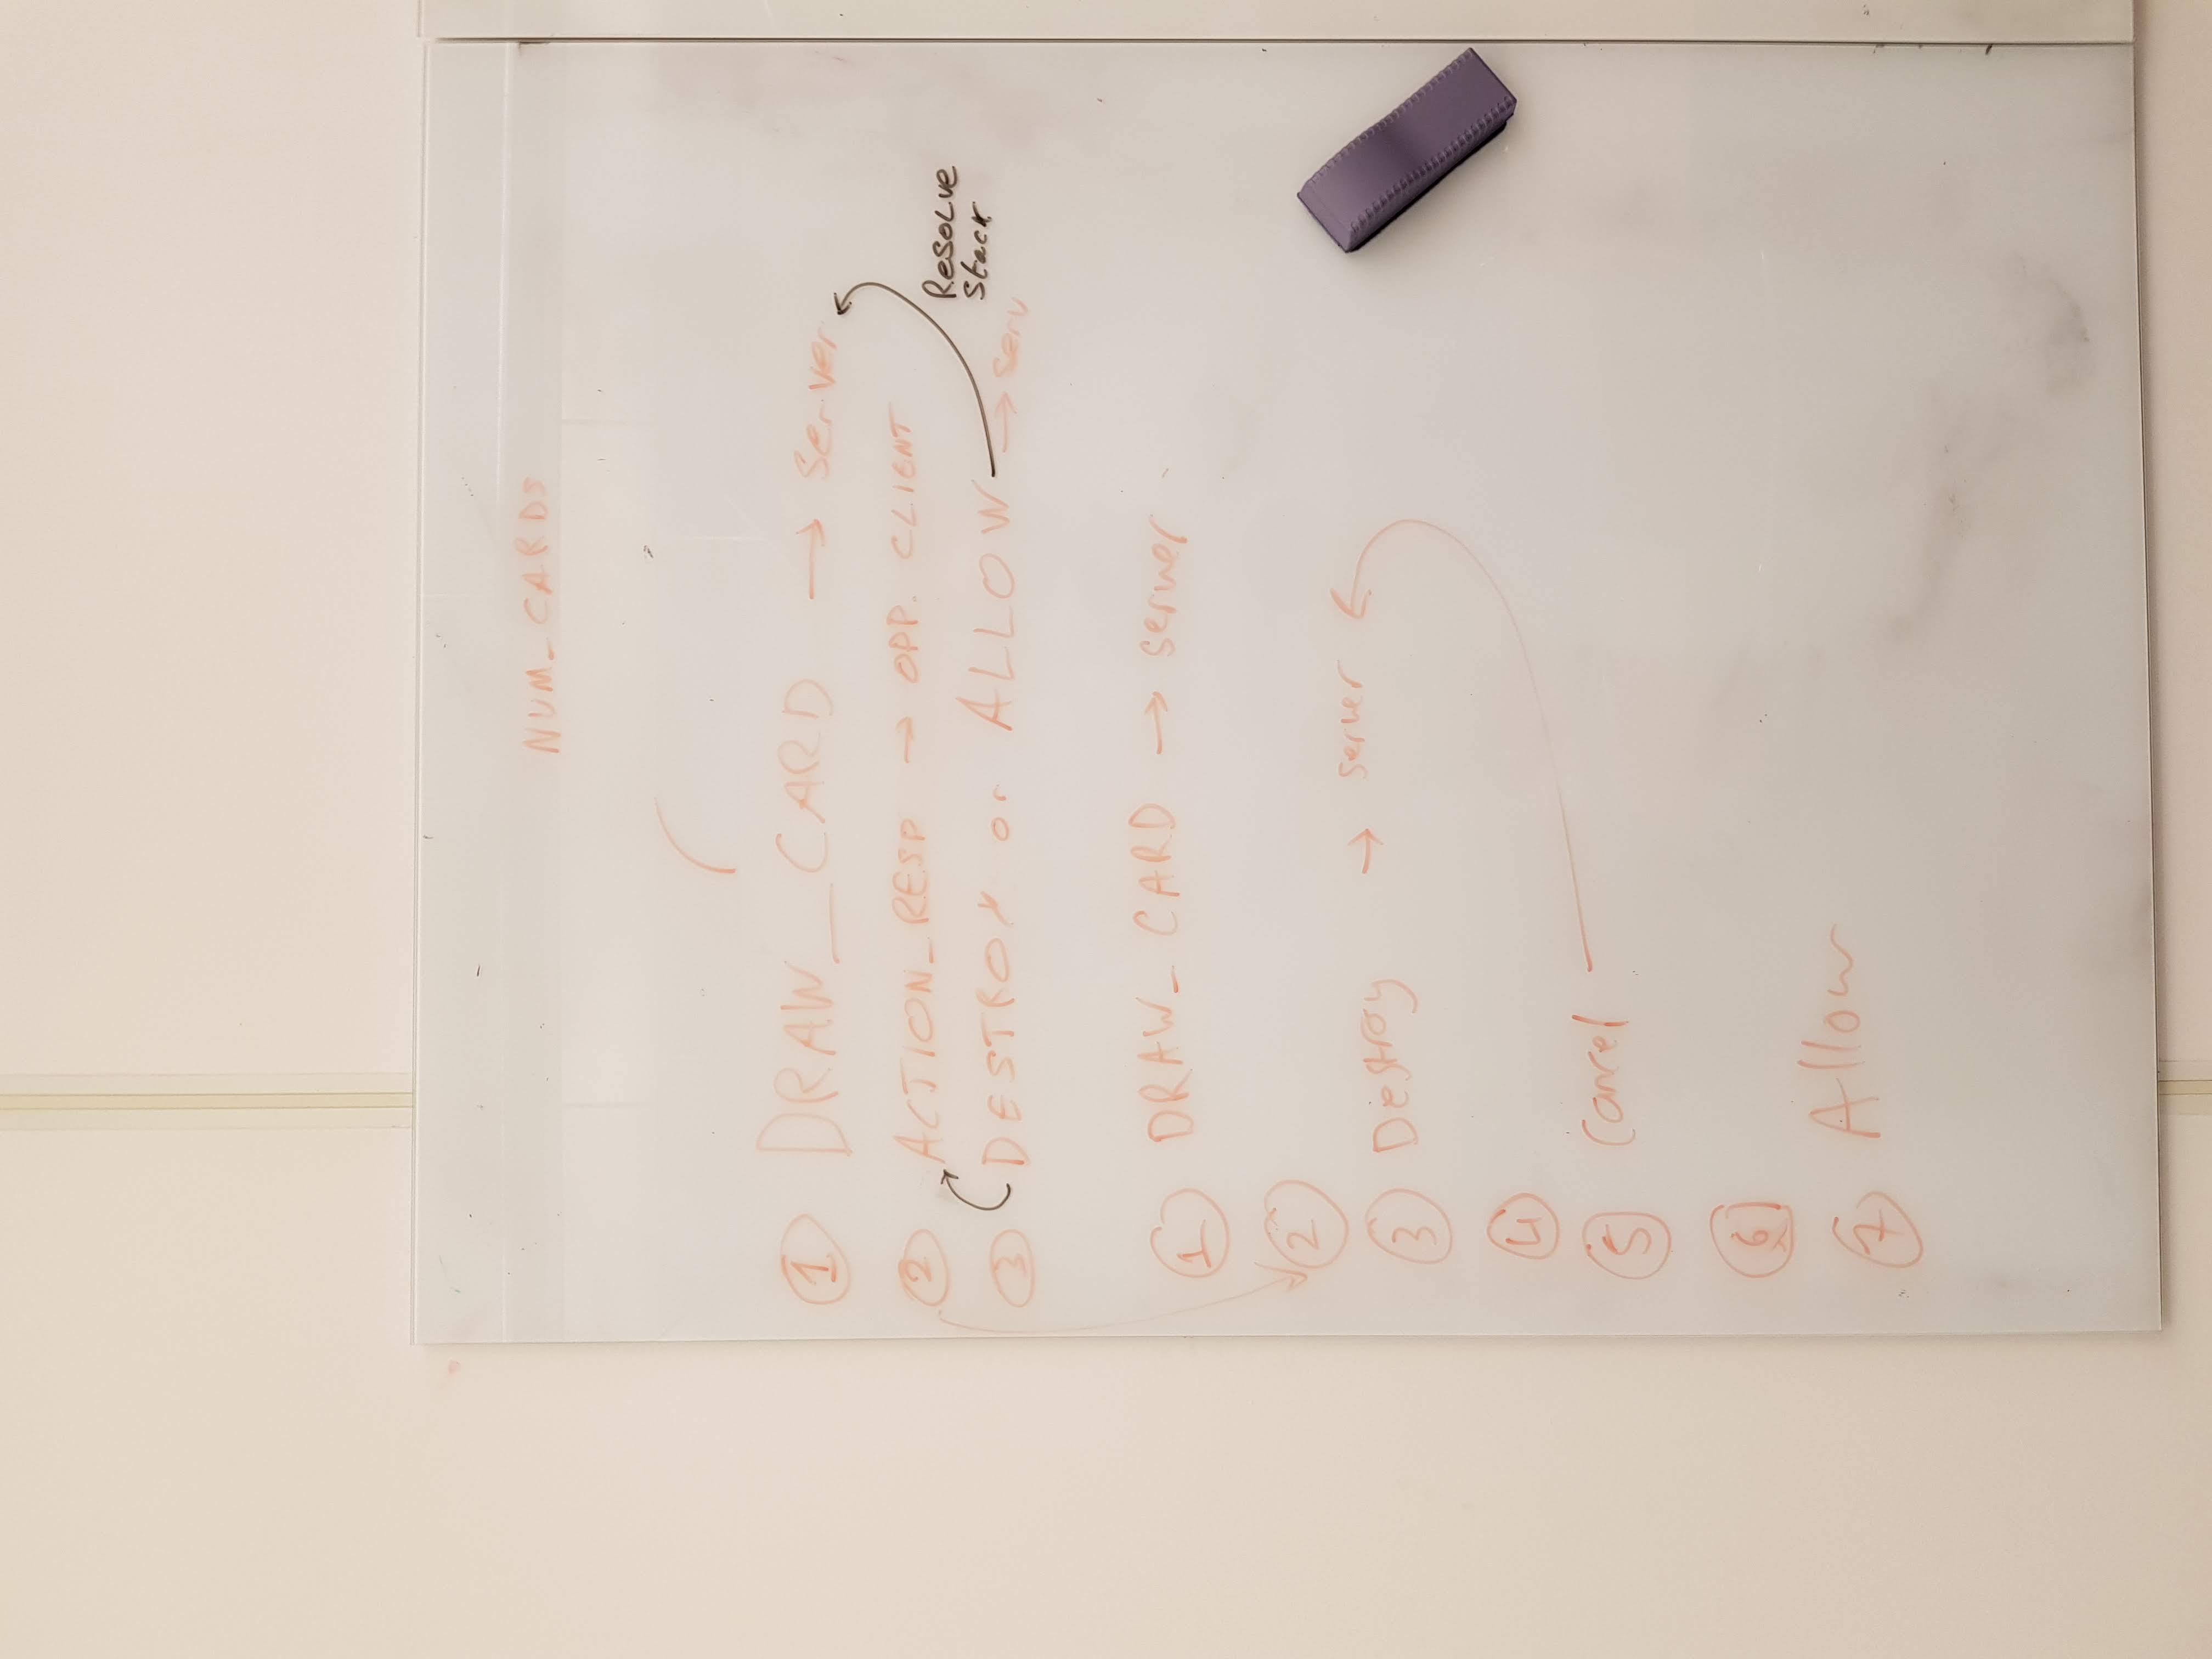 NUM_CARDS
1 DRAW_CARD → server
2 ACTION_RESP → OPP. CLIENT
Resolve
Stack
3 DESTROY or ALLOW → serv
1 DRAW_CARD → server
2
3 Destroy → server
4
5 Cancel
6
7 Allow